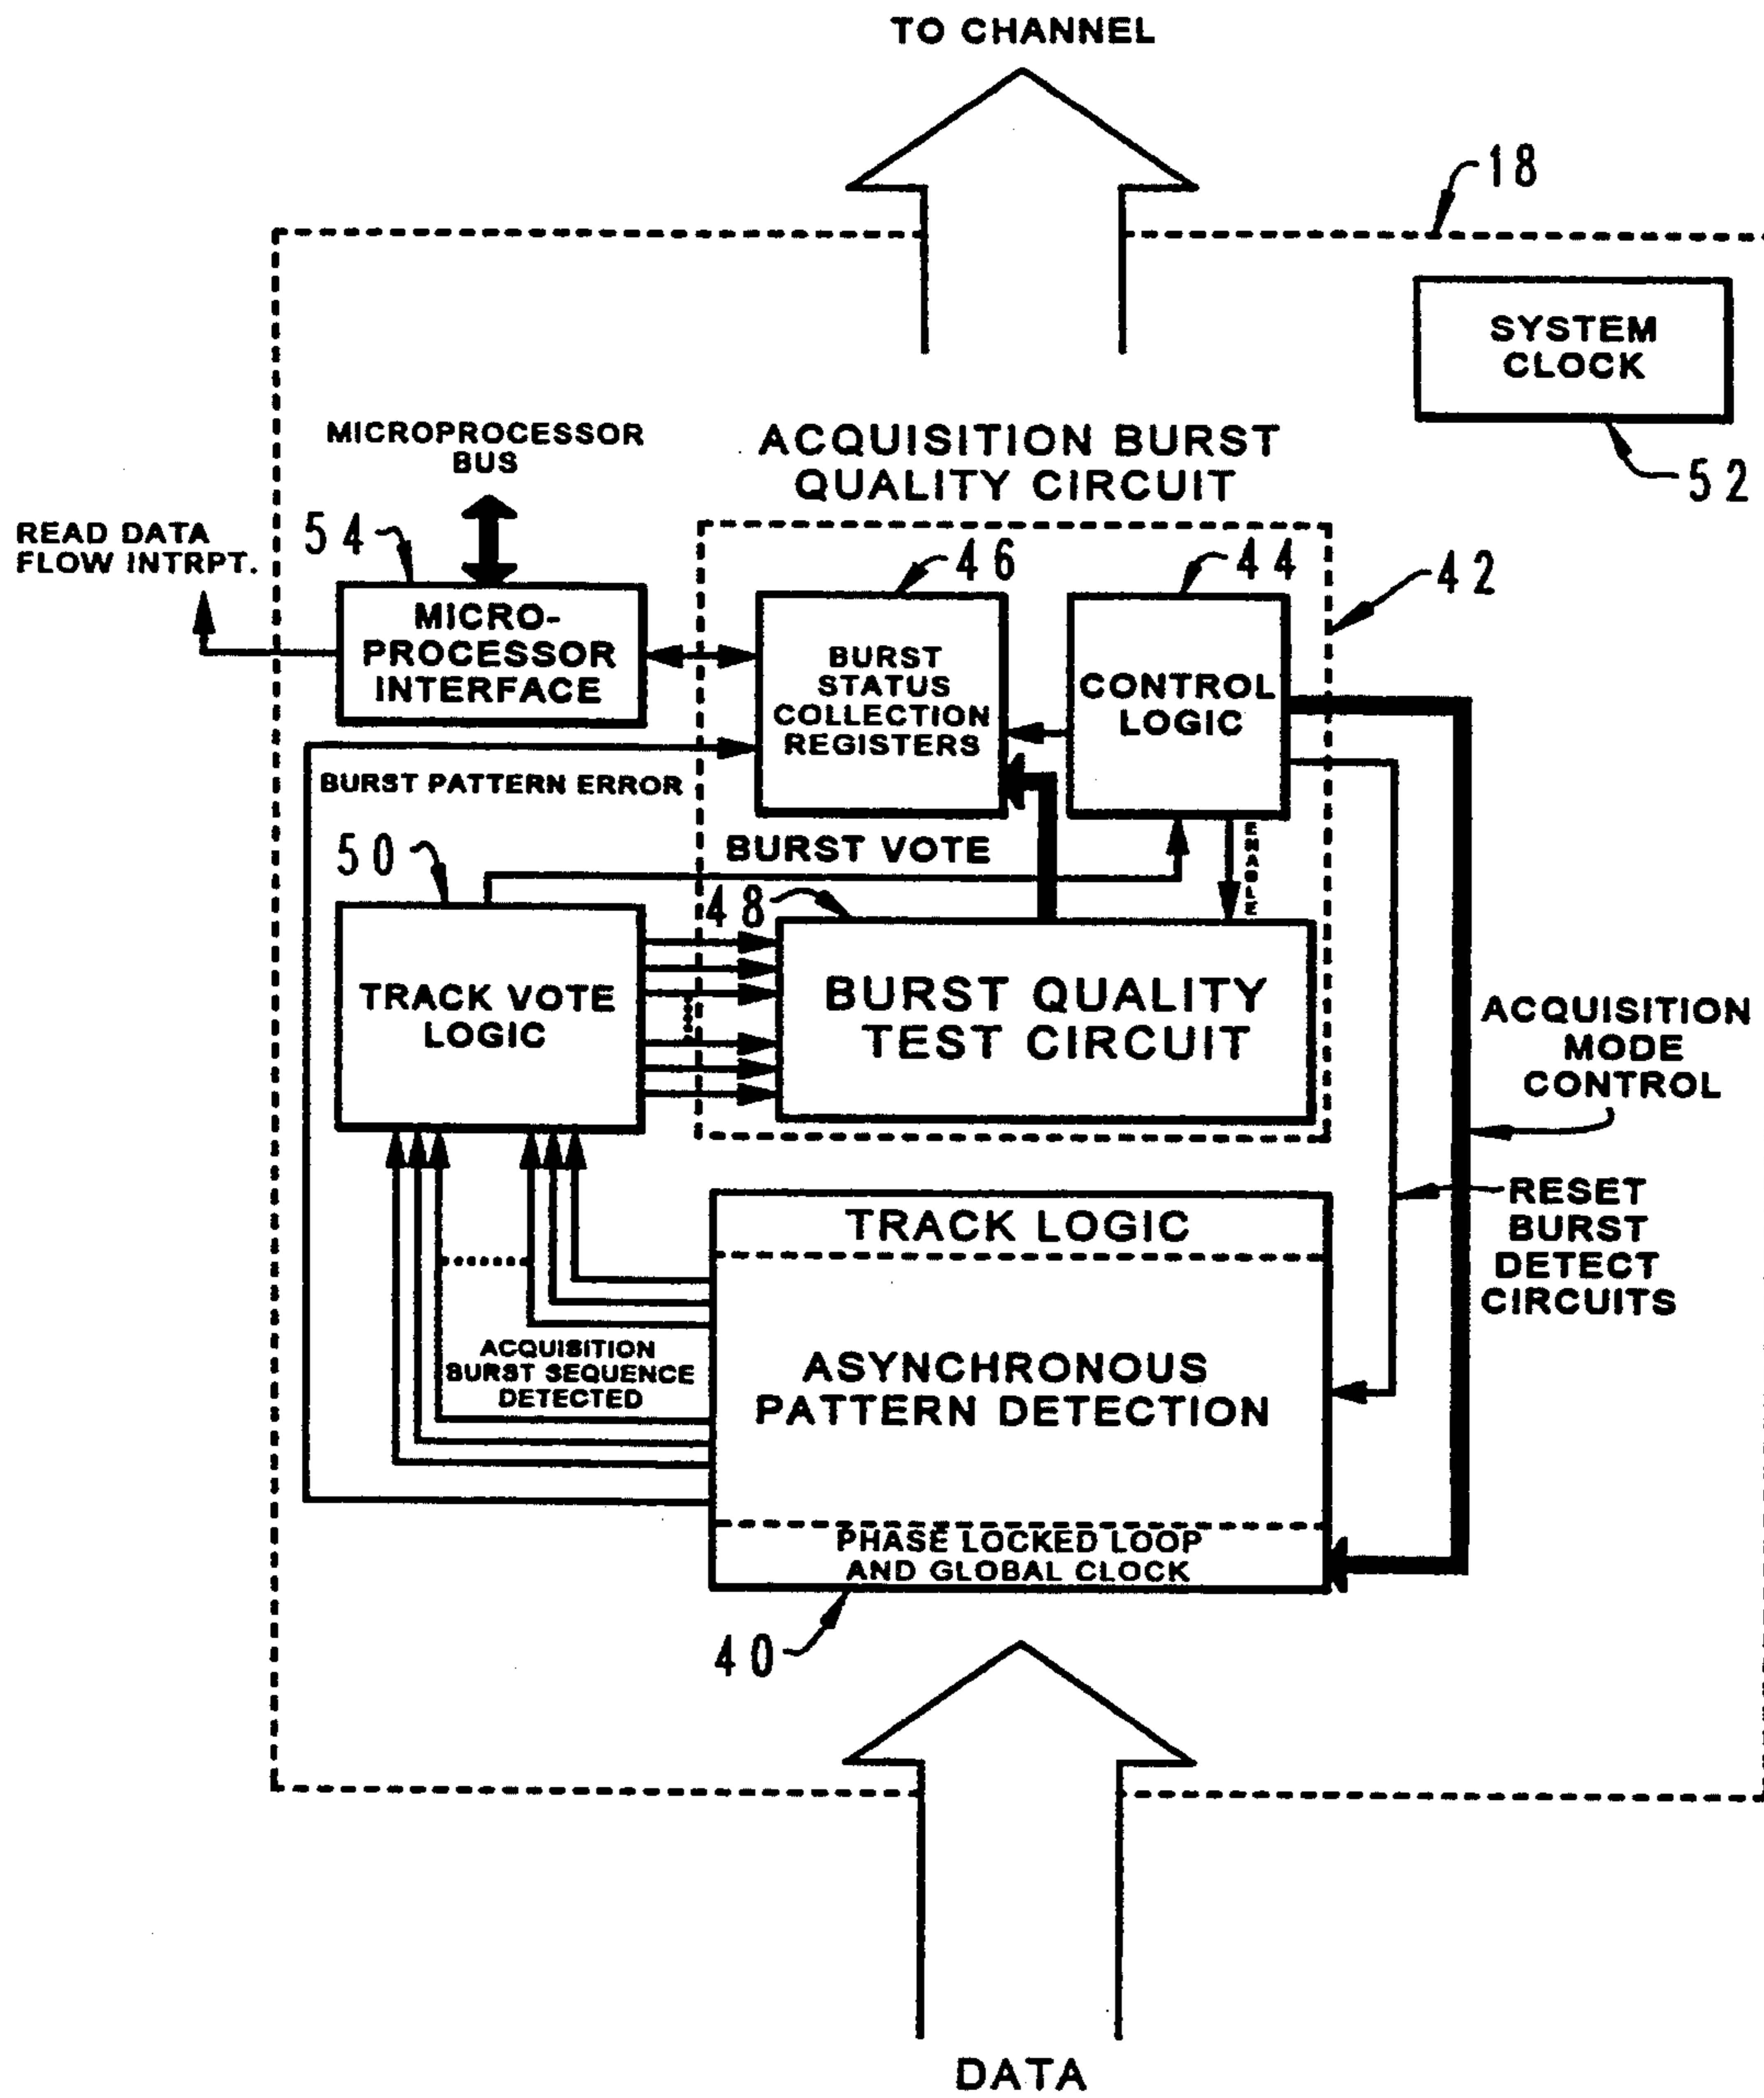 TO CHANNEL
18
SYSTEM
CLOCK
52
MICROPROCESSOR
BUS
ACQUISITION BURST
QUALITY CIRCUIT
READ DATA
FLOW INTRPT.
54
46
44
42
MICRO-
PROCESSOR
INTERFACE
BURST
STATUS
COLLECTION
REGISTERS
CONTROL
LOGIC
BURST PATTERN ERROR
BURST VOTE
ENABLE
50
48
TRACK VOTE
LOGIC
BURST QUALITY
TEST CIRCUIT
ACQUISITION
MODE
CONTROL
RESET
BURST
DETECT
CIRCUITS
TRACK LOGIC
ACQUISITION
BURST SEQUENCE
DETECTED
ASYNCHRONOUS
PATTERN DETECTION
PHASE LOCKED LOOP
AND GLOBAL CLOCK
40
DATA